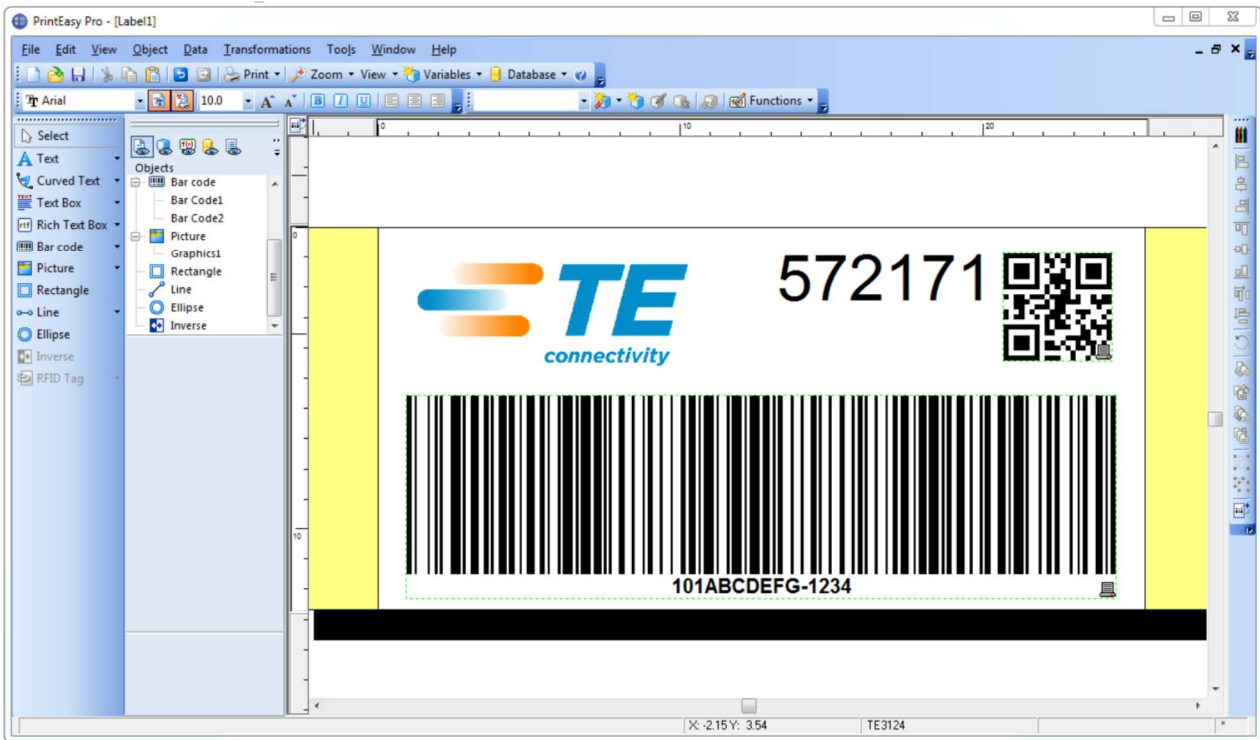 PrintEasy Pro - [Label1]
File Edit View Object Data Transformations Tools Window Help
Print Zoom View Variables Database
Arial 10.0 A A B I U Functions
Select
Text
Curved Text
Text Box
Rich Text Box
Bar code
Picture
Rectangle
Line
Ellipse
Inverse
RFID Tag
Objects
Bar code
Bar Code1
Bar Code2
Picture
Graphics1
Rectangle
Line
Ellipse
Inverse
0 10 20
0
10
TE
connectivity
572171
101ABCDEFG-1234
X: -2.15 Y: 3.54 TE3124